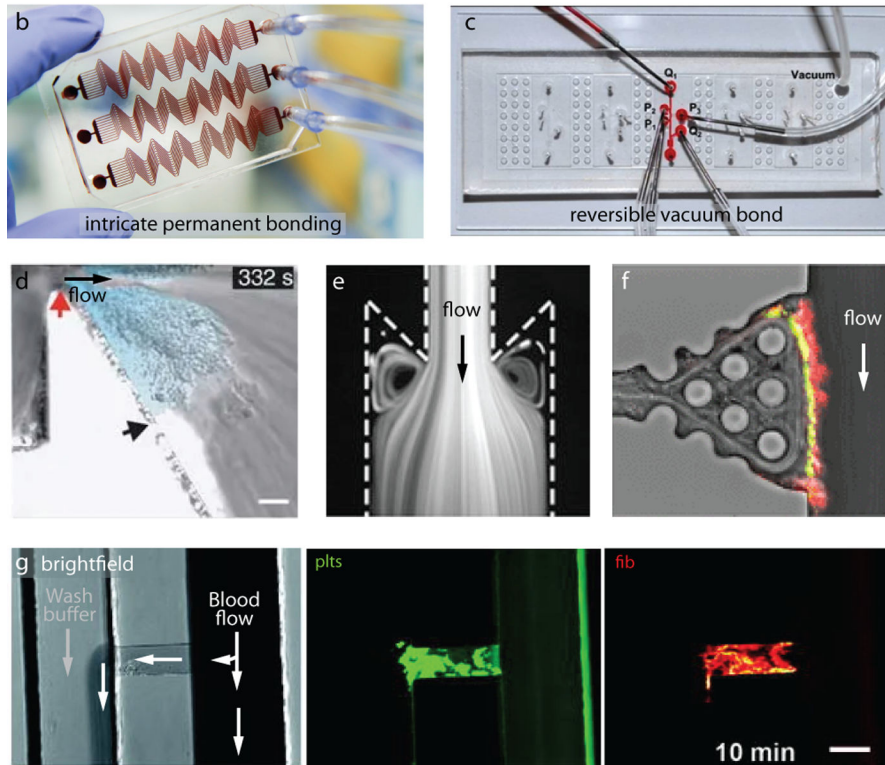 b
intricate permanent bonding
c
Q₁
Vacuum
P₂
P₃
P₁
Q₂
reversible vacuum bond
d
flow
332 s
e
flow
f
flow
g brightfield
Wash
buffer
Blood
flow
plts
fib
10 min